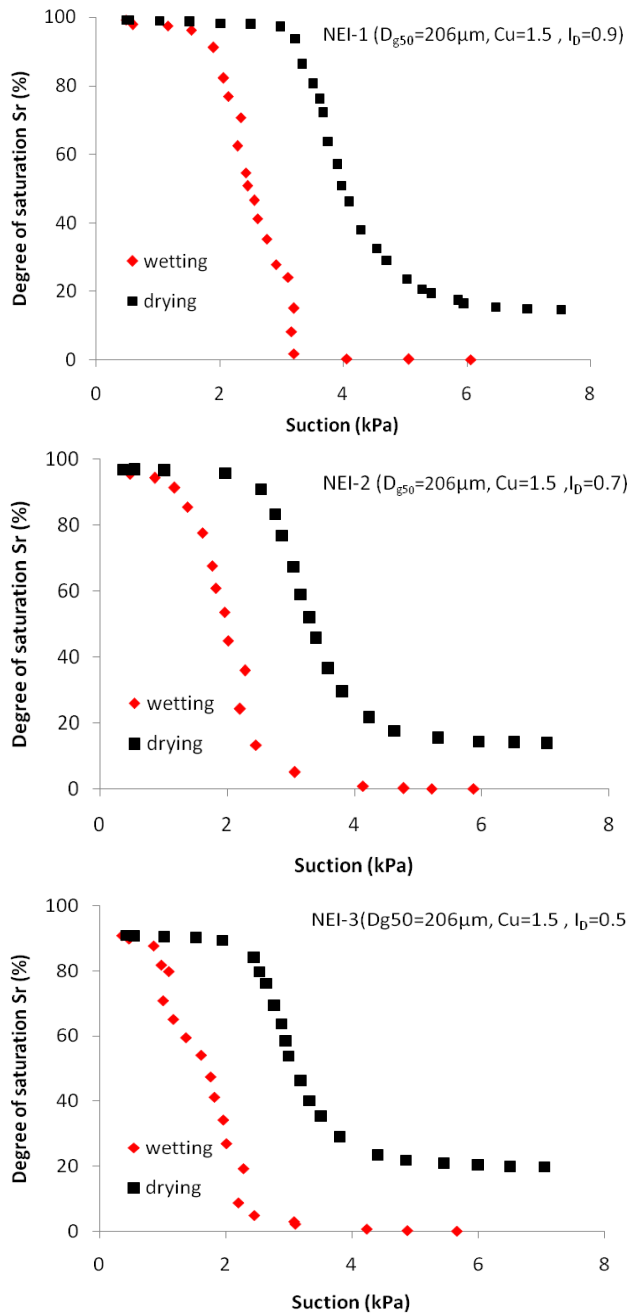 NEI-1 (Dg50=206µm, Cu=1.5 , ID=0.9)
100
80
60
40
20
0
Degree of saturation Sr (%)
wetting
drying
0 2 4 6 8
Suction (kPa)
NEI-2 (Dg50=206µm, Cu=1.5 ,ID=0.7)
100
80
60
40
20
0
Degree of saturation Sr (%)
wetting
drying
0 2 4 6 8
Suction (kPa)
NEI-3(Dg50=206µm, Cu=1.5 , ID=0.5
100
80
60
40
20
0
Degree of saturation Sr (%)
wetting
drying
0 2 4 6 8
Suction (kPa)